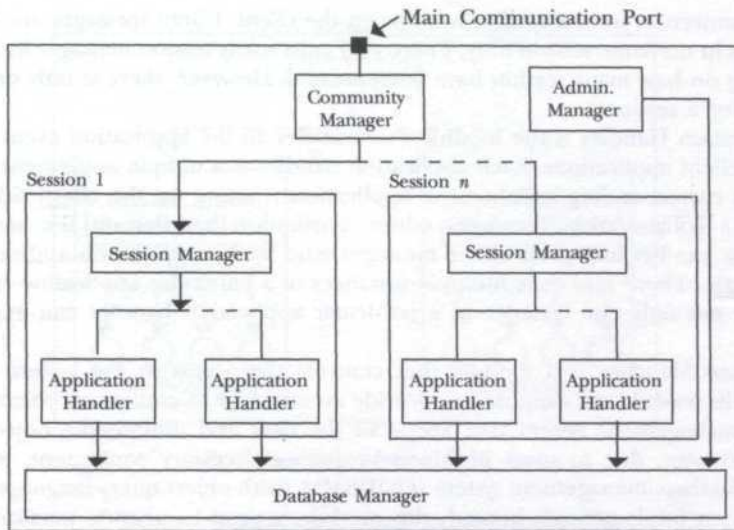 Main Communication Port
Community
Manager
Admin.
Manager
Session 1
Session n
Session Manager
Session Manager
Application
Handler
Application
Handler
Application
Handler
Application
Handler
Database Manager